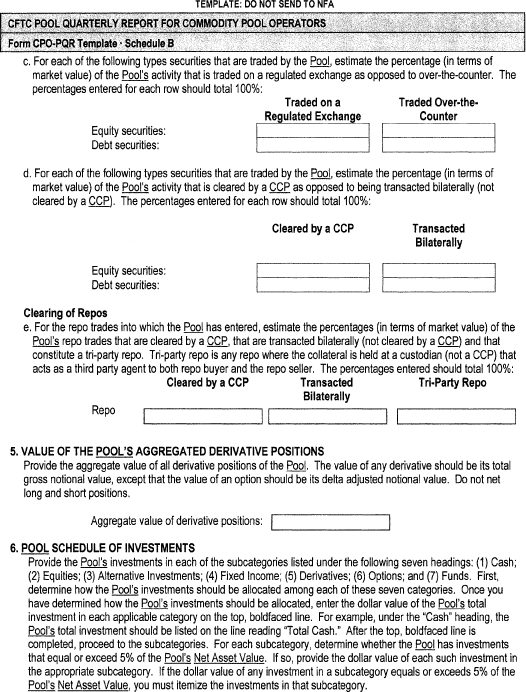 TEMPLATE: DO NOT SEND TO NFA
CFTC POOL QUARTERLY REPORT FOR COMMODITY POOL OPERATORS
Form CPO-PQR Template · Schedule B
c. For each of the following types securities that are traded by the Pool, estimate the percentage (in terms of
market value) of the Pool's activity that is traded on a regulated exchange as opposed to over-the-counter. The
percentages entered for each row should total 100%:
Traded on a Traded Over-the-
Regulated Exchange Counter
Equity securities:
Debt securities:
d. For each of the following types securities that are traded by the Pool, estimate the percentage (in terms of
market value) of the Pool's activity that is cleared by a CCP as opposed to being transacted bilaterally (not
cleared by a CCP). The percentages entered for each row should total 100%:
Cleared by a CCP Transacted
Bilaterally
Equity securities:
Debt securities:
Clearing of Repos
e. For the repo trades into which the Pool has entered, estimate the percentages (in terms of market value) of the
Pool's repo trades that are cleared by a CCP, that are transacted bilaterally (not cleared by a CCP) and that
constitute a tri-party repo. Tri-party repo is any repo where the collateral is held at a custodian (not a CCP) that
acts as a third party agent to both repo buyer and the repo seller. The percentages entered should total 100%:
Cleared by a CCP Transacted Tri-Party Repo
Bilaterally
Repo
5. VALUE OF THE POOL'S AGGREGATED DERIVATIVE POSITIONS
Provide the aggregate value of all derivative positions of the Pool. The value of any derivative should be its total
gross notional value, except that the value of an option should be its delta adjusted notional value. Do not net
long and short positions.
Aggregate value of derivative positions:
6. POOL SCHEDULE OF INVESTMENTS
Provide the Pool's investments in each of the subcategories listed under the following seven headings: (1) Cash;
(2) Equities; (3) Alternative Investments; (4) Fixed Income; (5) Derivatives; (6) Options; and (7) Funds. First,
determine how the Pool's investments should be allocated among each of these seven categories. Once you
have determined how the Pool's investments should be allocated, enter the dollar value of the Pool's total
investment in each applicable category on the top, boldfaced line. For example, under the "Cash" heading, the
Pool's total investment should be listed on the line reading "Total Cash." After the top, boldfaced line is
completed, proceed to the subcategories. For each subcategory, determine whether the Pool has investments
that equal or exceed 5% of the Pool's Net Asset Value. If so, provide the dollar value of each such investment in
the appropriate subcategory. If the dollar value of any investment in a subcategory equals or exceeds 5% of the
Pool's Net Asset Value, you must itemize the investments in that subcategory.